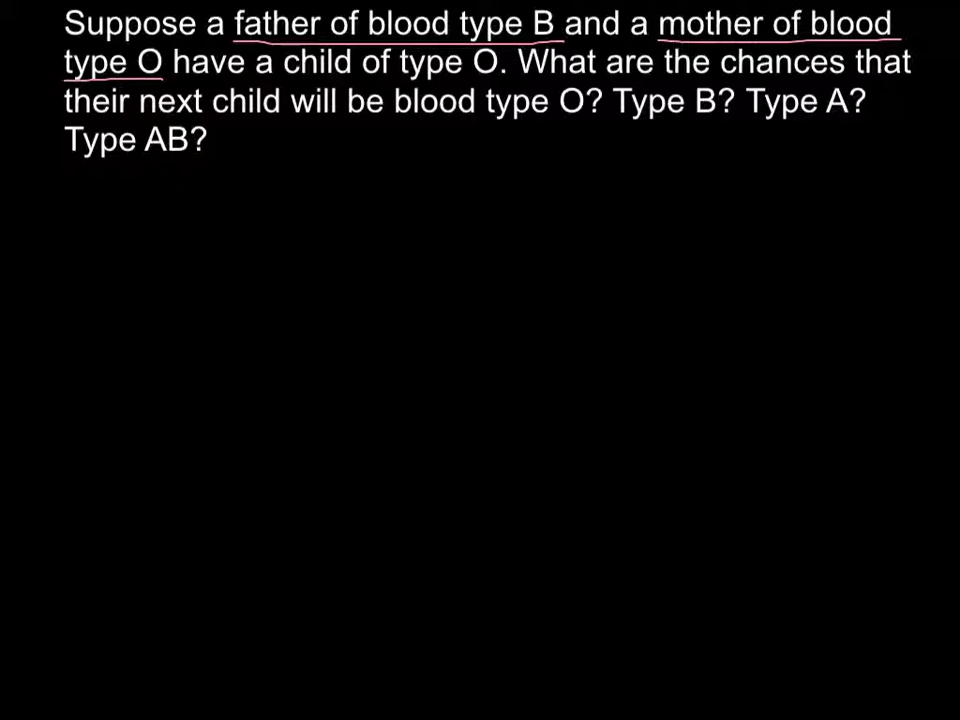 Suppose a father of blood type B and a mother of blood
type O have a child of type O. What are the chances that
their next child will be blood type O? Type B? Type A?
Type AB?